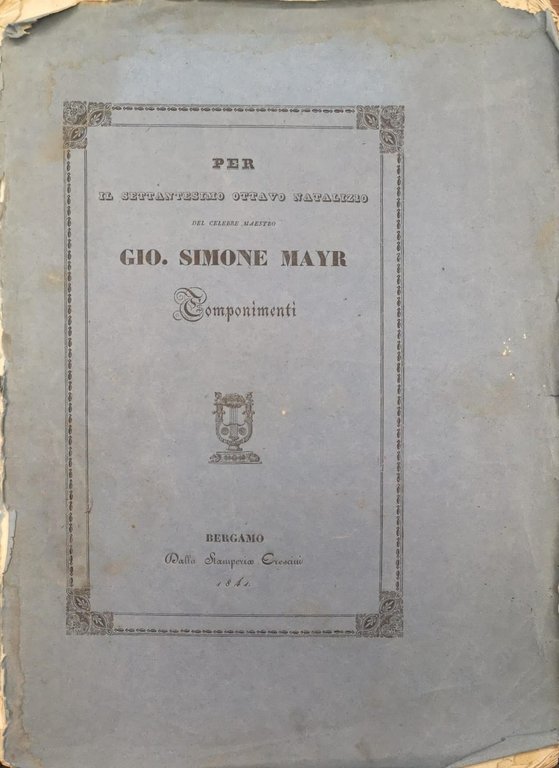 PER
IL SETTANTESIMO OTTAVO NATALIZIO
DEL CELEBRE MAESTRO
GIO. SIMONE MAYR
Componimenti
BERGAMO
Dalla Stamperia Crescini
1841.